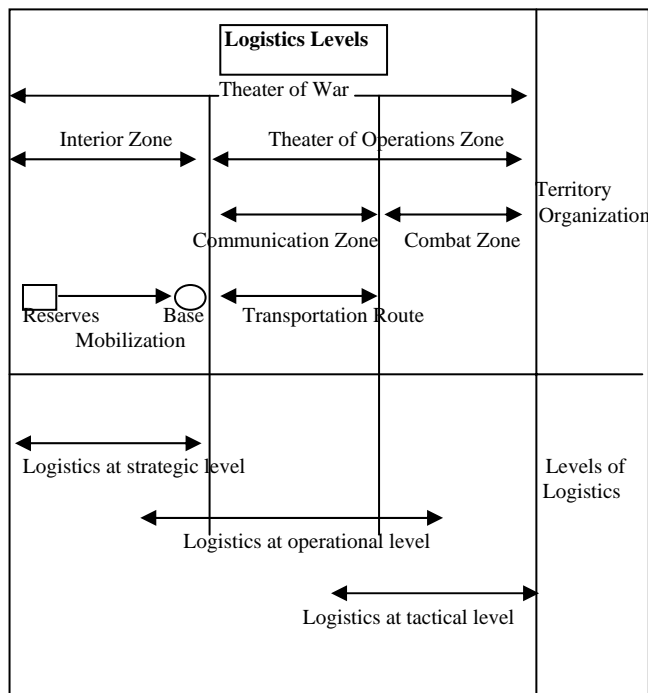 Logistics Levels
Theater of War
Interior Zone
Theater of Operations Zone
Territory
Organization
Communication Zone
Combat Zone
Reserves
Base
Transportation Route
Mobilization
Logistics at strategic level
Levels of
Logistics
Logistics at operational level
Logistics at tactical level